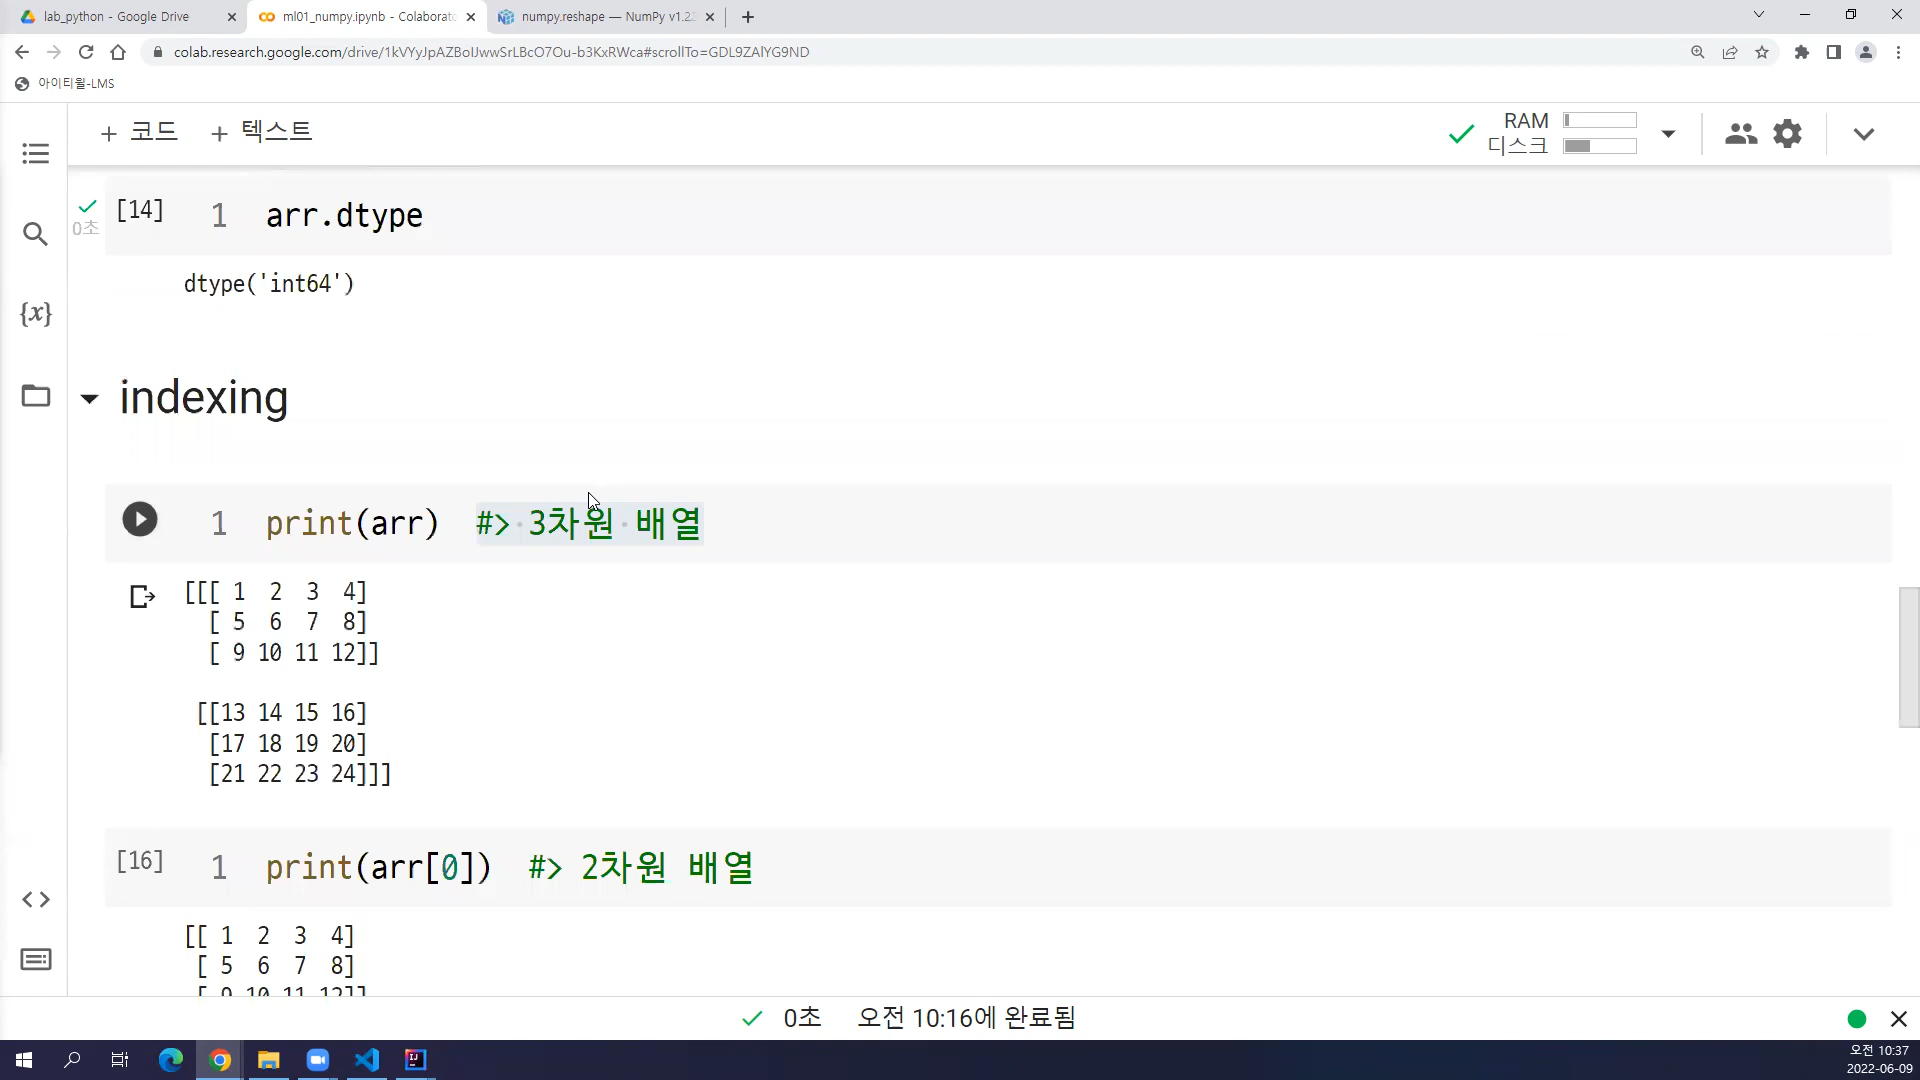 lab_python - Google Drive
ml01_numpy.ipynb - Colaborato
numpy.reshape — NumPy v1.2
colab.research.google.com/drive/
아이티윌-LMS
+ 코드 + 텍스트
RAM
디스크
[14] 1 arr.dtype
0초
dtype('int64')
{x}
indexing
1 print(arr) #> 3차원 배열
[[[ 1 2 3 4]
[ 5 6 7 8]
[ 9 10 11 12]]
[[13 14 15 16]
[17 18 19 20]
[21 22 23 24]]]
[16] 1 print(arr[0]) #> 2차원 배열
[[ 1 2 3 4]
[ 5 6 7 8]
[ 9 10 11 12]]
0초 오전 10:16에 완료됨
오전 10:37
2022-06-09